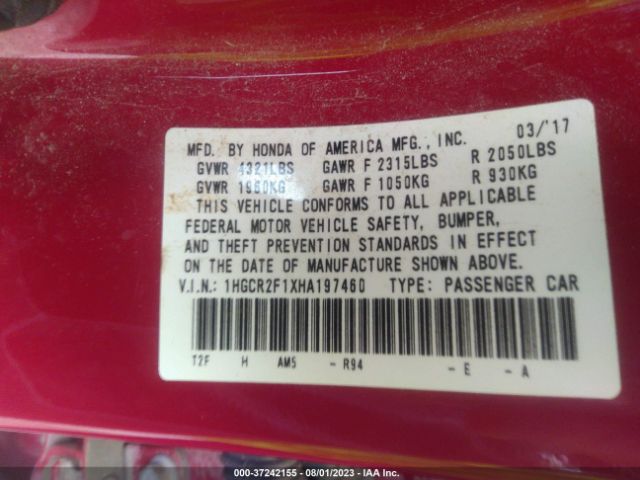 MFD. BY HONDA OF AMERICA MFG., INC. 03/'17
GVWR 4321LBS GAWR F 2315LBS R 2050LBS
GVWR 1960KG GAWR F 1050KG R 930KG
THIS VEHICLE CONFORMS TO ALL APPLICABLE
FEDERAL MOTOR VEHICLE SAFETY, BUMPER,
AND THEFT PREVENTION STANDARDS IN EFFECT
ON THE DATE OF MANUFACTURE SHOWN ABOVE.
V.I.N.: 1HGCR2F1XHA197460 TYPE: PASSENGER CAR
T2F H AM5 - R94 - E - A
000-37242155 - 08/01/2023 - IAA Inc.